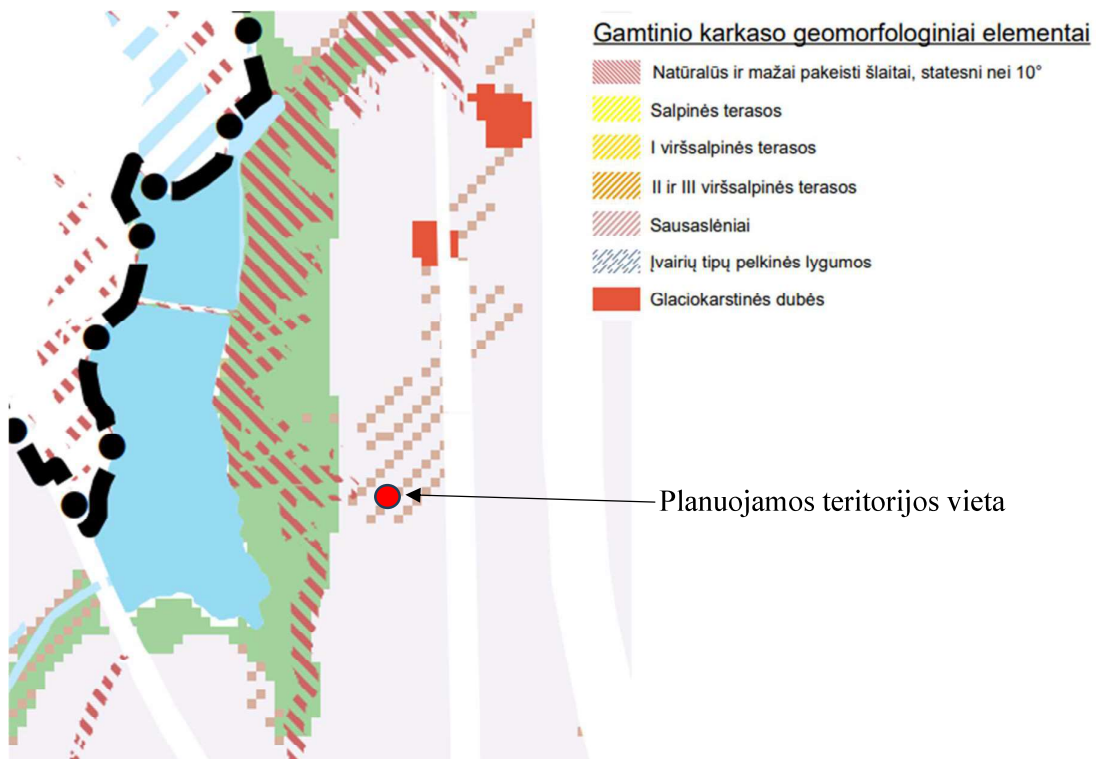 Gamtinio karkaso geomorfologiniai elementai
Natūralūs ir mažai pakeisti šlaitai, statesni nei 10°
Salpinės terasos
I viršsalpinės terasos
II ir III viršsalpinės terasos
Sausaslėniai
Įvairių tipų pelkinės lygumos
Glaciokarstinės dubės
Planuojamos teritorijos vieta